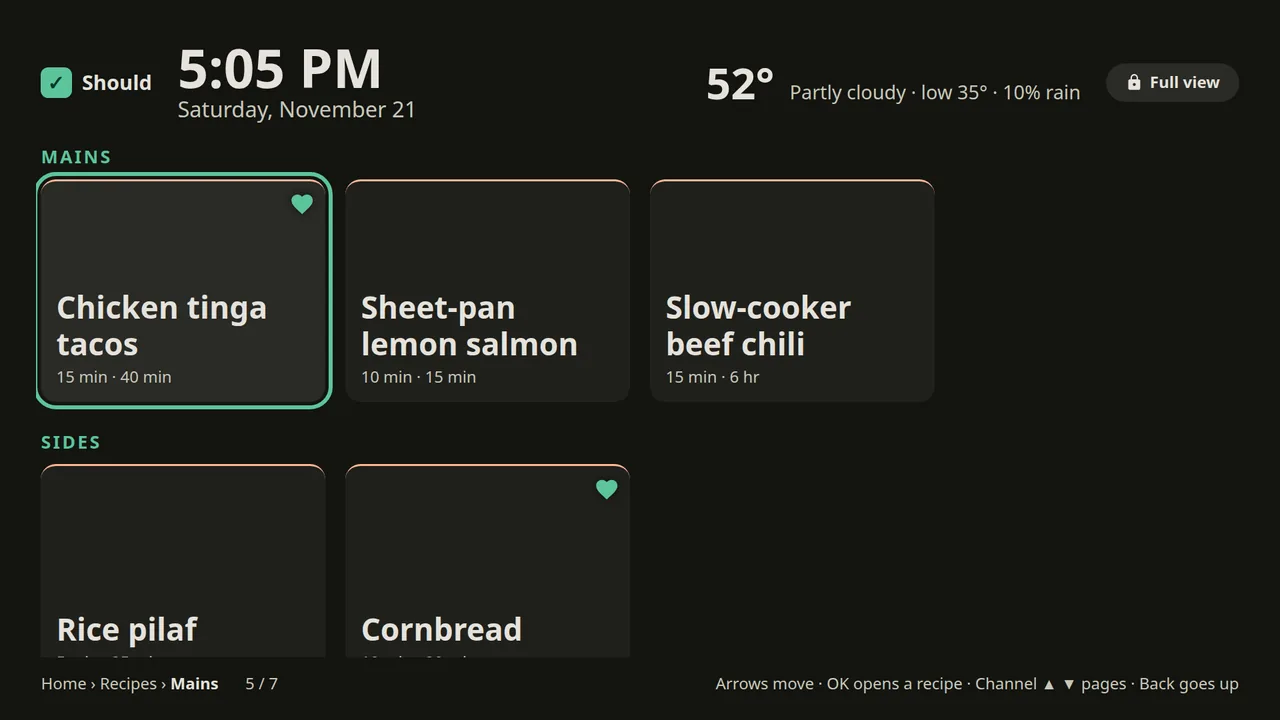 ✓ Should
5:05 PM
Saturday, November 21
52° Partly cloudy · low 35° · 10% rain
Full view
MAINS
Chicken tinga
tacos
15 min · 40 min
Sheet-pan
lemon salmon
10 min · 15 min
Slow-cooker
beef chili
15 min · 6 hr
SIDES
Rice pilaf
Cornbread
Home › Recipes › Mains 5 / 7
Arrows move · OK opens a recipe · Channel ▲ ▼ pages · Back goes up